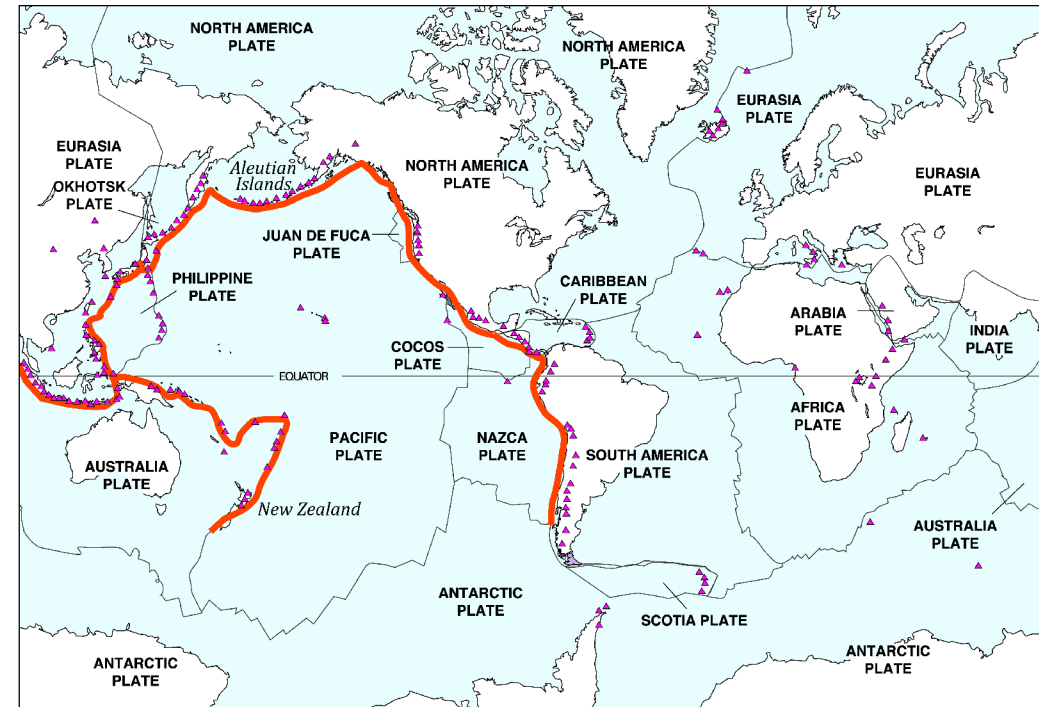 NORTH AMERICA
PLATE
NORTH AMERICA
PLATE
EURASIA
PLATE
EURASIA
PLATE
OKHOTSK
PLATE
Aleutian
Islands
NORTH AMERICA
PLATE
EURASIA
PLATE
JUAN DE FUCA
PLATE
PHILIPPINE
PLATE
CARIBBEAN
PLATE
ARABIA
PLATE
INDIA
PLATE
COCOS
PLATE
EQUATOR
AFRICA
PLATE
PACIFIC
PLATE
NAZCA
PLATE
SOUTH AMERICA
PLATE
AUSTRALIA
PLATE
New Zealand
AUSTRALIA
PLATE
ANTARCTIC
PLATE
SCOTIA PLATE
ANTARCTIC
PLATE
ANTARCTIC
PLATE